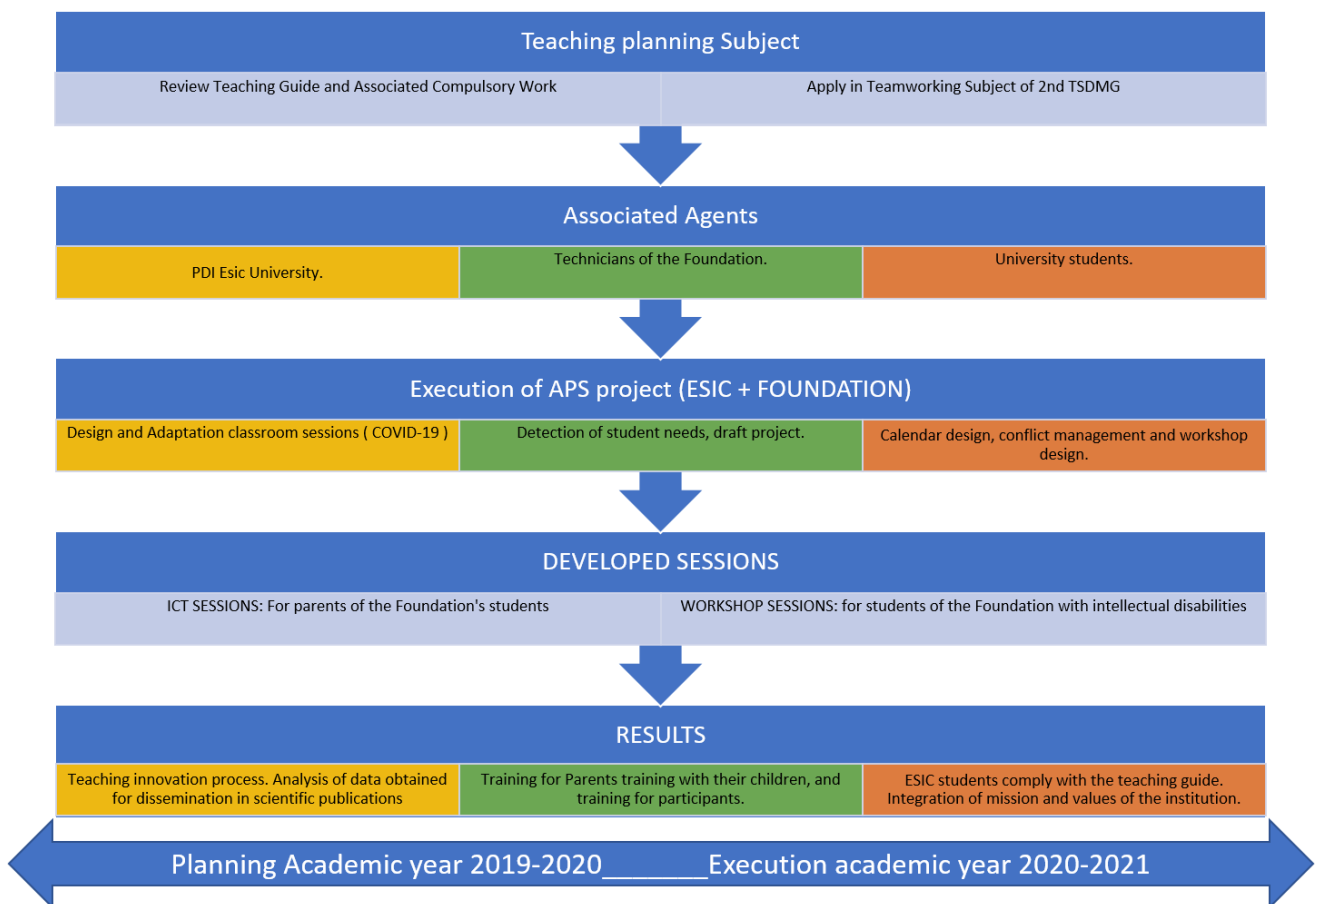 Teaching planning Subject
Review Teaching Guide and Associated Compulsory Work
Apply in Teamworking Subject of 2nd TSDMG
Associated Agents
PDI Esic University.
Technicians of the Foundation.
University students.
Execution of APS project (ESIC + FOUNDATION)
Design and Adaptation classroom sessions ( COVID-19 )
Detection of student needs, draft project.
Calendar design, conflict management and workshop
design.
DEVELOPED SESSIONS
ICT SESSIONS: For parents of the Foundation's students
WORKSHOP SESSIONS: for students of the Foundation with intellectual disabilities
RESULTS
Teaching innovation process. Analysis of data obtained
for dissemination in scientific publications
Training for Parents training with their children, and
training for participants.
ESIC students comply with the teaching guide.
Integration of mission and values of the institution.
Planning Academic year 2019-2020_______Execution academic year 2020-2021